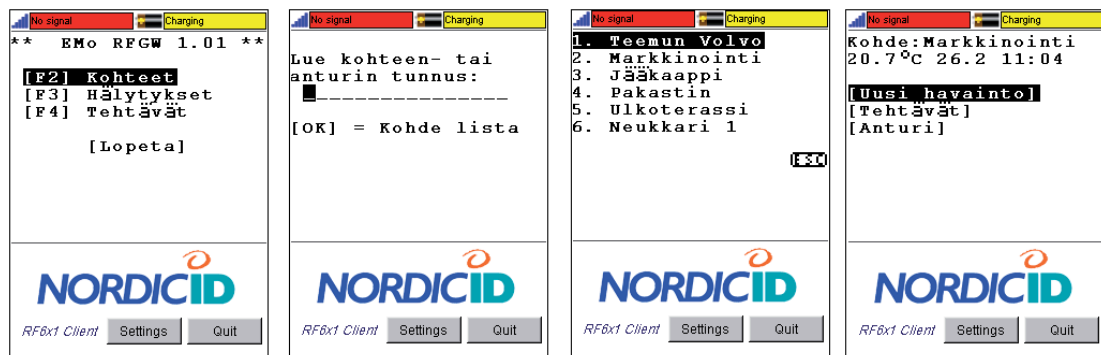 No signal Charging
** EMo RFGW 1.01 **
[F2] Kohteet
[F3] Hälytykset
[F4] Tehtävät
[Lopeta]
NORDICID
RF6x1 Client Settings Quit
No signal Charging
Lue kohteen- tai
anturin tunnus:
[OK] = Kohde lista
NORDICID
RF6x1 Client Settings Quit
No signal Charging
1. Teemun Volvo
2. Markkinointi
3. Jääkaappi
4. Pakastin
5. Ulkoterassi
6. Neukkari 1
ESC
NORDICID
RF6x1 Client Settings Quit
No signal Charging
Kohde:Markkinointi
20.7°C 26.2 11:04
[Uusi havainto]
[Tehtävät]
[Anturi]
NORDICID
RF6x1 Client Settings Quit